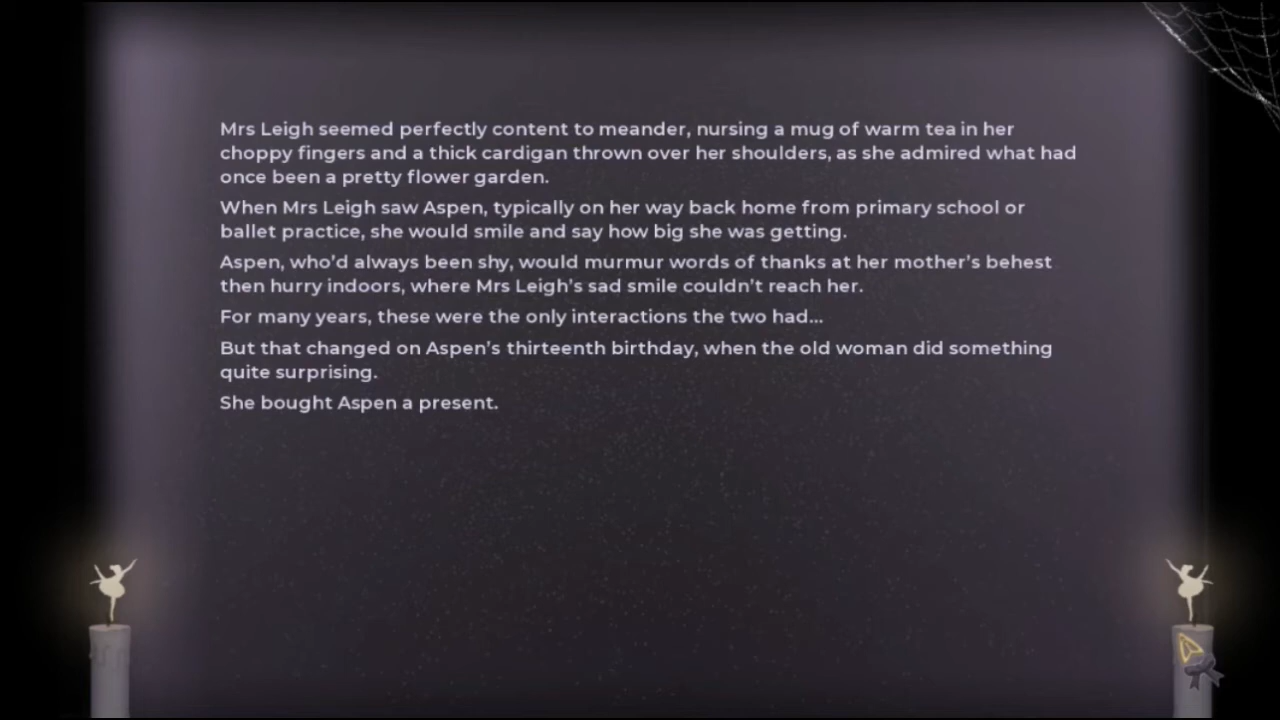 Mrs Leigh seemed perfectly content to meander, nursing a mug of warm tea in her
choppy fingers and a thick cardigan thrown over her shoulders, as she admired what had
once been a pretty flower garden.
When Mrs Leigh saw Aspen, typically on her way back home from primary school or
ballet practice, she would smile and say how big she was getting.
Aspen, who’d always been shy, would murmur words of thanks at her mother’s behest
then hurry indoors, where Mrs Leigh’s sad smile couldn’t reach her.
For many years, these were the only interactions the two had...
But that changed on Aspen’s thirteenth birthday, when the old woman did something
quite surprising.
She bought Aspen a present.